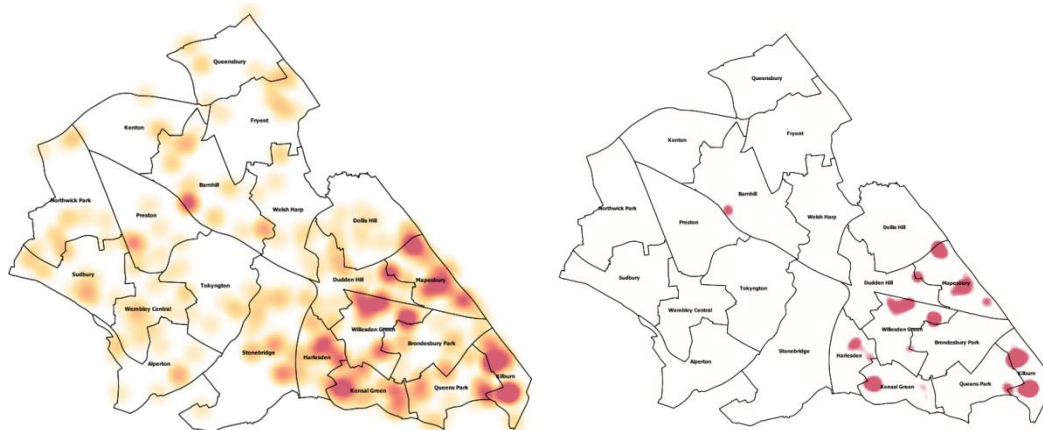 Queensbury
Kenton
Fryent
Barnhill
Northwick Park
Preston
Welsh Harp
Dollis Hill
Sudbury
Tokyngton
Dudden Hill
Mapesbury
Wembley Central
Willesden Green
Brondesbury Park
Alperton
Stonebridge
Harlesden
Kilburn
Kensal Green
Queens Park
Queensbury
Kenton
Fryent
Barnhill
Northwick Park
Preston
Welsh Harp
Dollis Hill
Sudbury
Tokyngton
Dudden Hill
Mapesbury
Wembley Central
Willesden Green
Brondesbury Park
Alperton
Stonebridge
Harlesden
Kilburn
Kensal Green
Queens Park